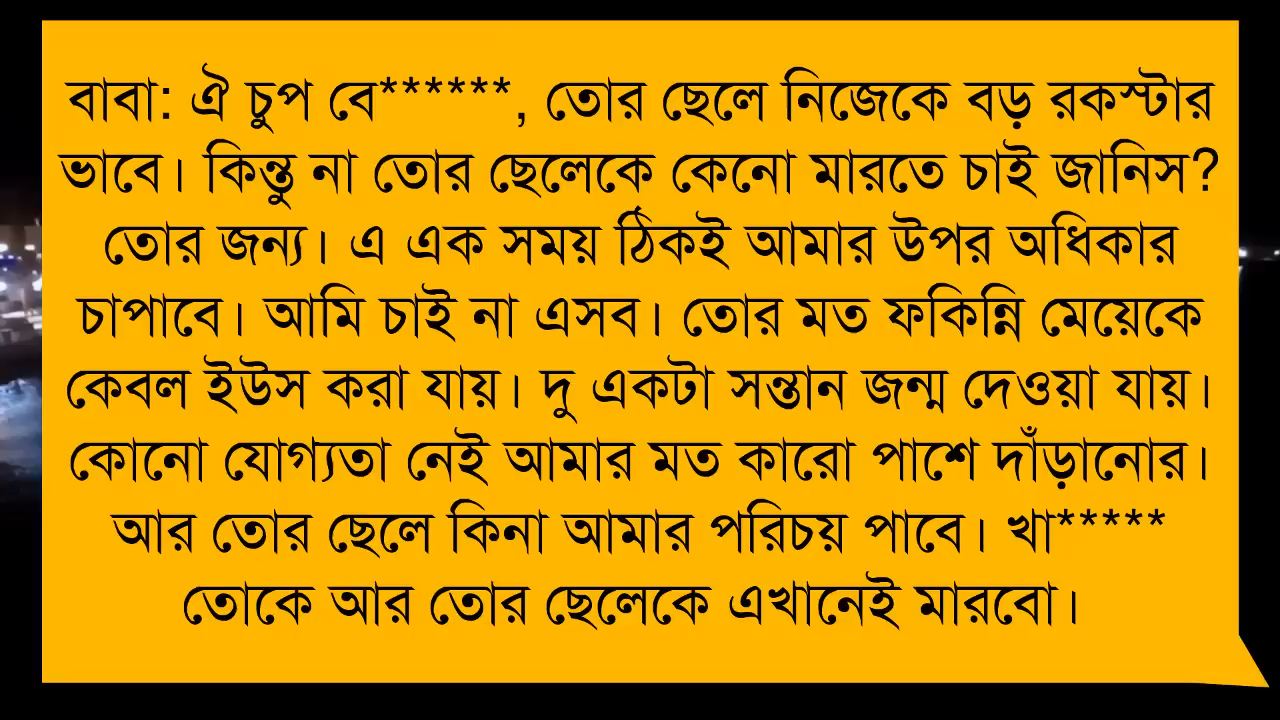 বাবা: ঐ চুপ বে******, তোর ছেলে নিজেকে বড় রকস্টার
ভাবে। কিন্তু না তোর ছেলেকে কেনো মারতে চাই জানিস?
তোর জন্য। এ এক সময় ঠিকই আমার উপর অধিকার
চাপাবে। আমি চাই না এসব। তোর মত ফকিন্নি মেয়েকে
কেবল ইউস করা যায়। দু একটা সন্তান জন্ম দেওয়া যায়।
কোনো যোগ্যতা নেই আমার মত কারো পাশে দাঁড়ানোর।
আর তোর ছেলে কিনা আমার পরিচয় পাবে। খা*****
তোকে আর তোর ছেলেকে এখানেই মারবো।